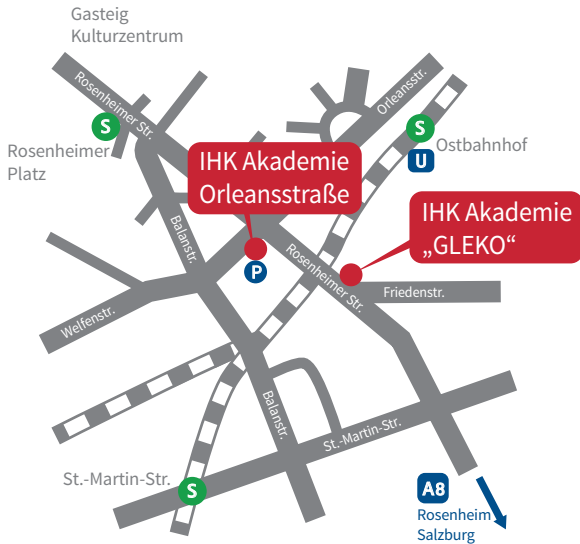 Gasteig
Kulturzentrum
Rosenheimer Str.
Orleansstr.
S
S
Ostbahnhof
U
Rosenheimer
Platz
IHK Akademie
Orleansstraße
IHK Akademie
„GLEKO“
Balanstr.
P
Rosenheimer Str.
Friedenstr.
Welfenstr.
Balanstr.
St.-Martin-Str.
St.-Martin-Str.
S
A8
Rosenheim
Salzburg